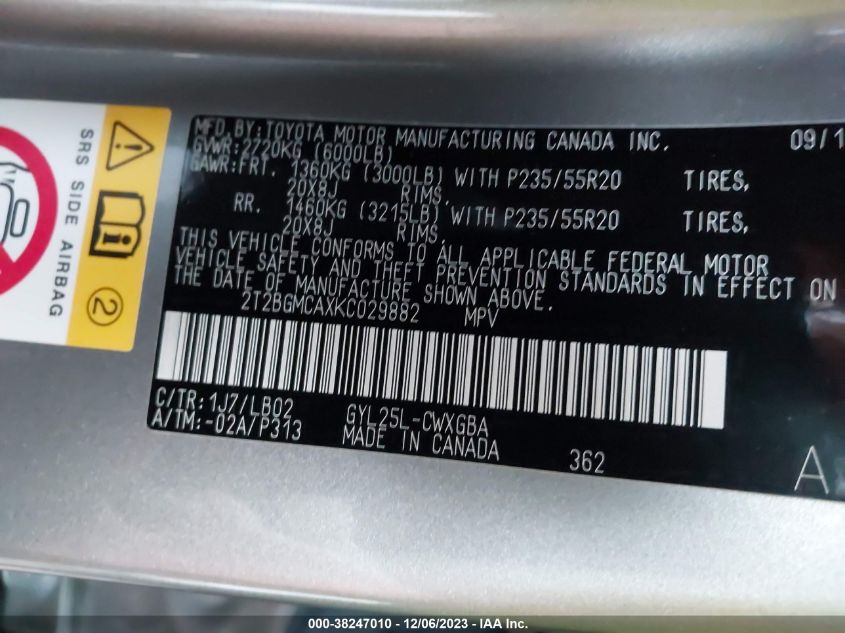 MFD.BY:TOYOTA MOTOR MANUFACTURING CANADA INC. 09/1
GVWR:2720KG (6000LB)
GAWR:FRT. 1360KG (3000LB) WITH P235/55R20 TIRES,
20X8J RIMS,
RR. 1460KG (3215LB) WITH P235/55R20 TIRES,
20X8J RIMS,
THIS VEHICLE CONFORMS TO ALL APPLICABLE FEDERAL MOTOR
VEHICLE SAFETY AND THEFT PREVENTION STANDARDS IN EFFECT ON
THE DATE OF MANUFACTURE SHOWN ABOVE.
2T2BGMCAXKC029882 MPV
C/TR:1J7/LB02 GYL25L-CWXGBA
A/TM:-02A/P313 MADE IN CANADA 362 A
SRS SIDE AIRBAG
2
000-38247010 - 12/06/2023 - IAA Inc.